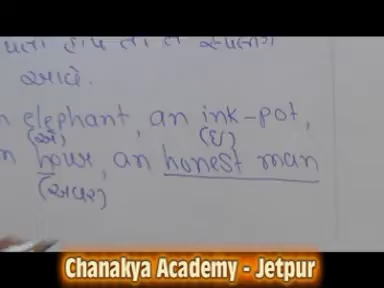 આવે.
n elephant, an ink-pot,
(એ) (ઈ)
n hour, an honest man
(અવર)
Chanakya Academy - Jetpur